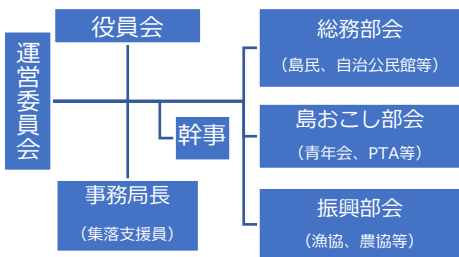 運営委員会
役員会
幹事
事務局長
（集落支援員）
総務部会
（島民、自治公民館等）
島おこし部会
（青年会、PTA等）
振興部会
（漁協、農協等）